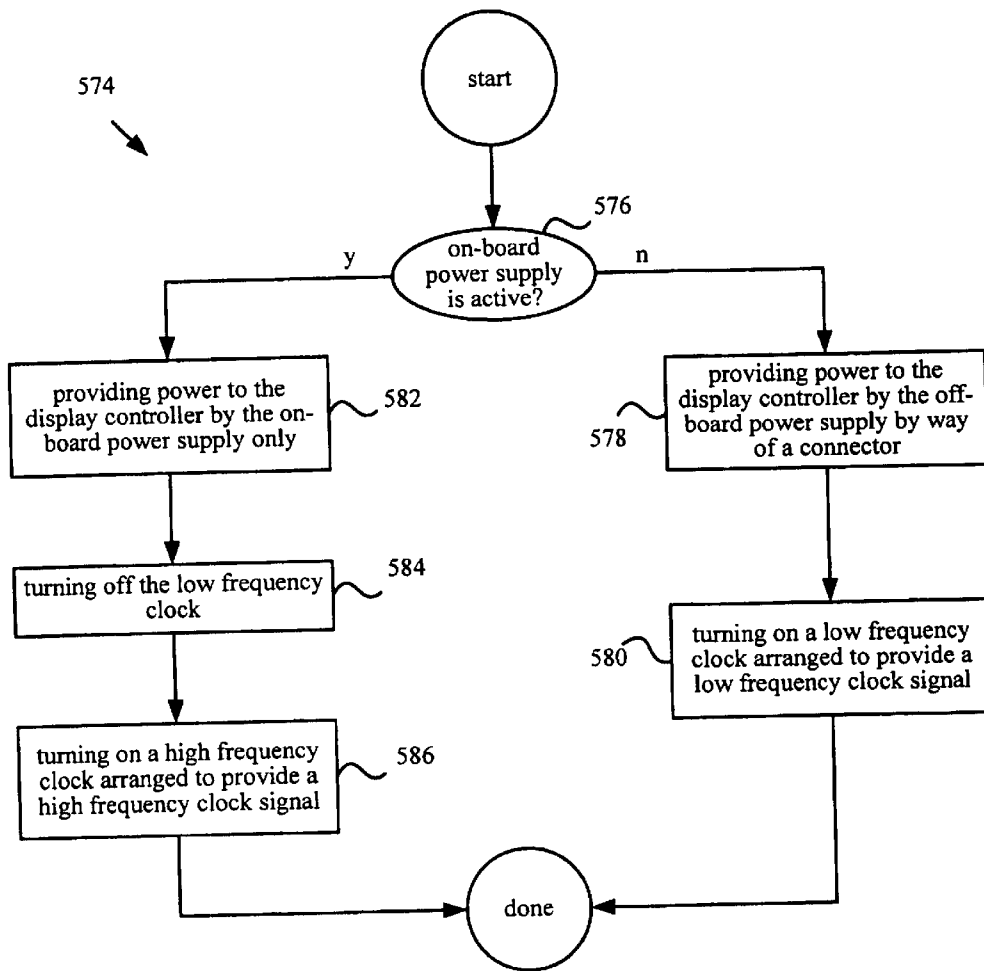 start
574
576
on-board
power supply
is active?
y
n
providing power to the
display controller by the on-
board power supply only
582
providing power to the
display controller by the off-
board power supply by way
of a connector
578
turning off the low frequency
clock
584
turning on a low frequency
clock arranged to provide a
low frequency clock signal
580
turning on a high frequency
clock arranged to provide a
high frequency clock signal
586
done